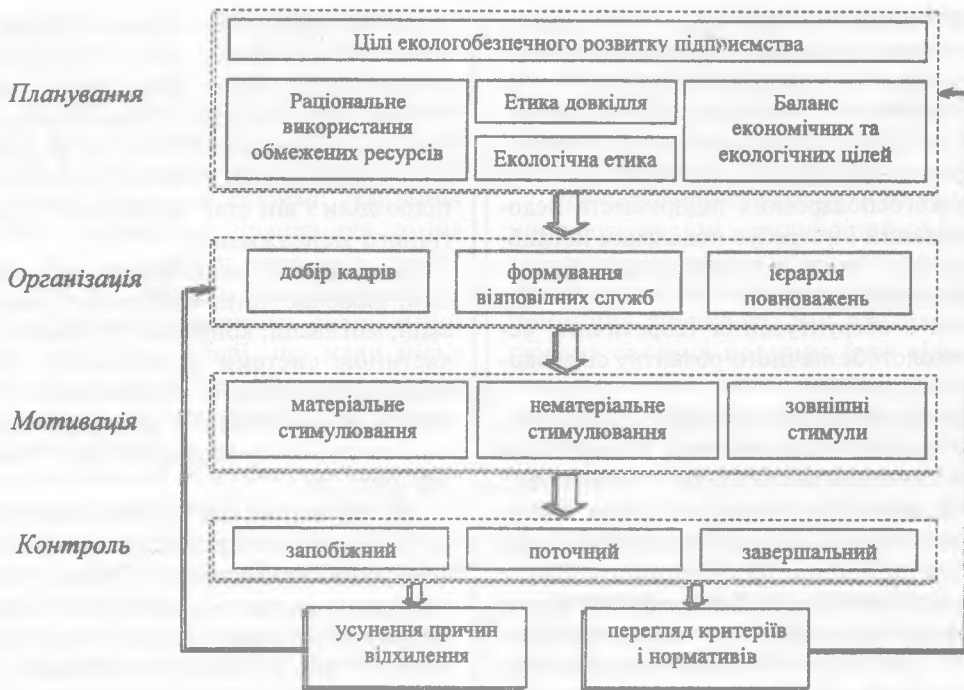 Цілі екологобезпечного розвитку підприємства
Планування
Раціональне
використання
обмежених ресурсів
Етика довкілля
Екологічна етика
Баланс
економічних та
екологічних цілей
Організація
добір кадрів
формування
відповідних служб
ієрархія
повноважень
Мотивація
матеріальне
стимулювання
нематеріальне
стимулювання
зовнішні
стимули
Контроль
запобіжний
поточний
завершальний
усунення причин
відхилення
перегляд критеріїв
і нормативів